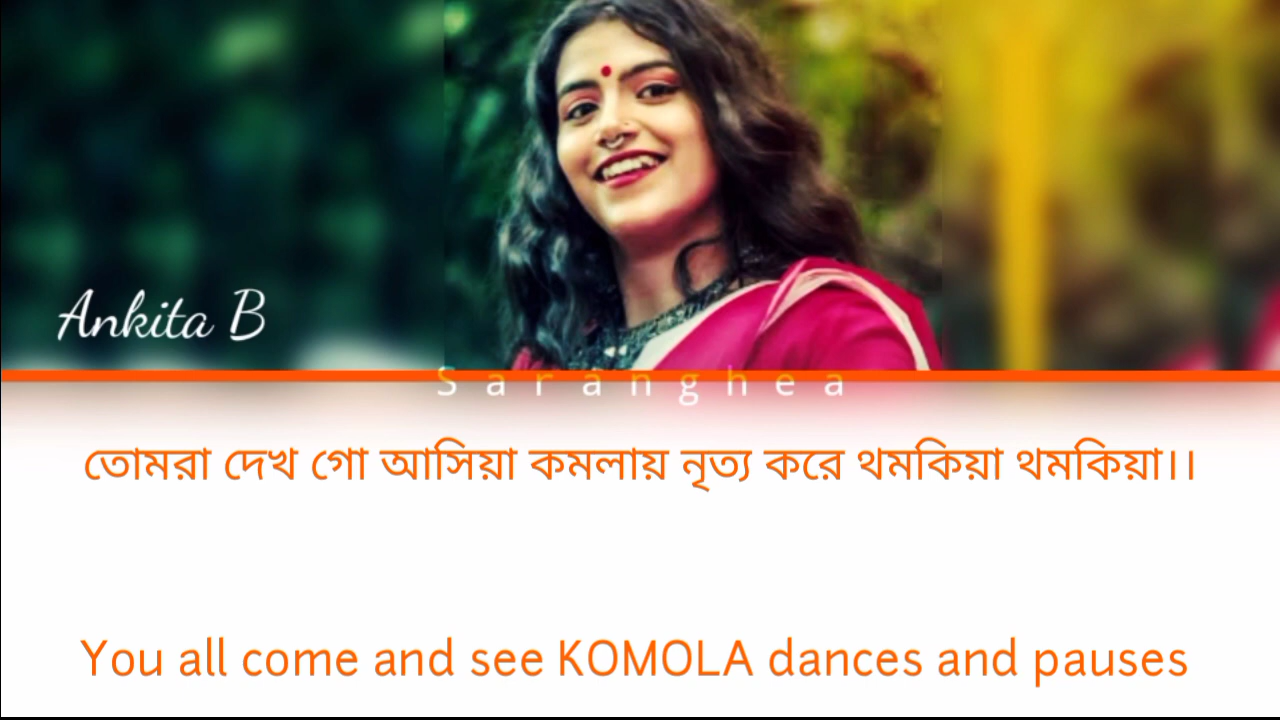 Ankita B
Saranghea
তোমরা দেখ গো আসিয়া কমলায় নৃত্য করে থমকিয়া থমকিয়া।।
You all come and see KOMOLA dances and pauses